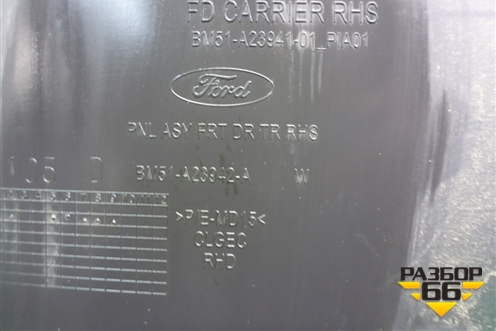 FD CARRIER RHS
BM51-A23941-01_PIA01
Ford
PNL ASY FRT DR TR RHS
BM51-A23942-A W
105 D
>P/E-MD15<
CLGEC
RHD
РАЗБОР
66